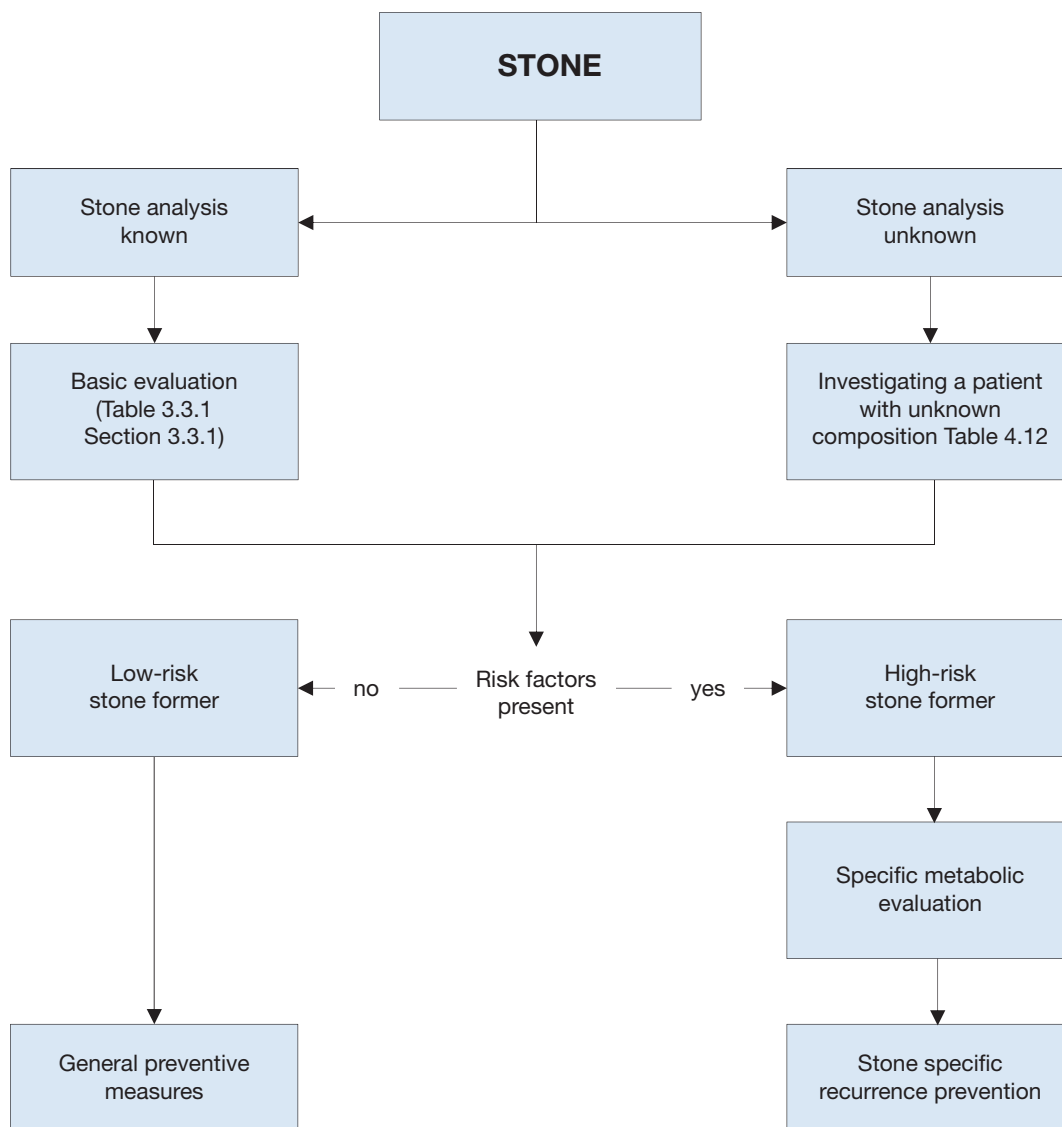 STONE
Stone analysis
known
Stone analysis
unknown
Basic evaluation
(Table 3.3.1
Section 3.3.1)
Investigating a patient
with unknown
composition Table 4.12
Low-risk
stone former
no
Risk factors
present
yes
High-risk
stone former
Specific metabolic
evaluation
General preventive
measures
Stone specific
recurrence prevention